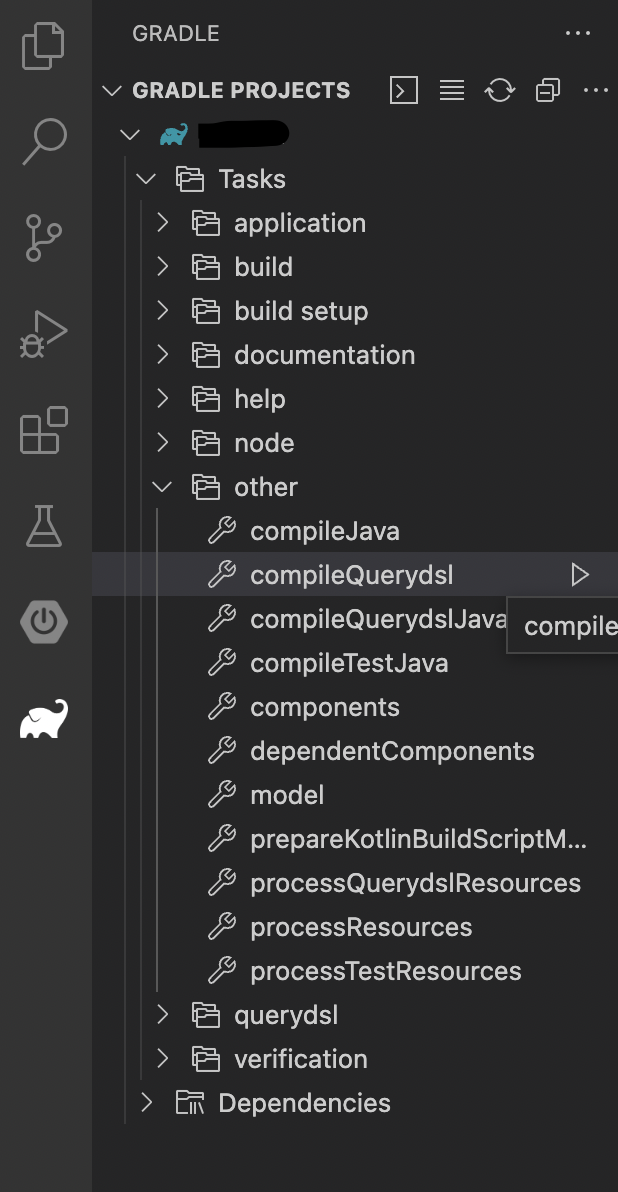 GRADLE
GRADLE PROJECTS
Tasks
application
build
build setup
documentation
help
node
other
compileJava
compileQuerydsl
compileQuerydslJava
compile
compileTestJava
components
dependentComponents
model
prepareKotlinBuildScriptM...
processQuerydslResources
processResources
processTestResources
querydsl
verification
Dependencies